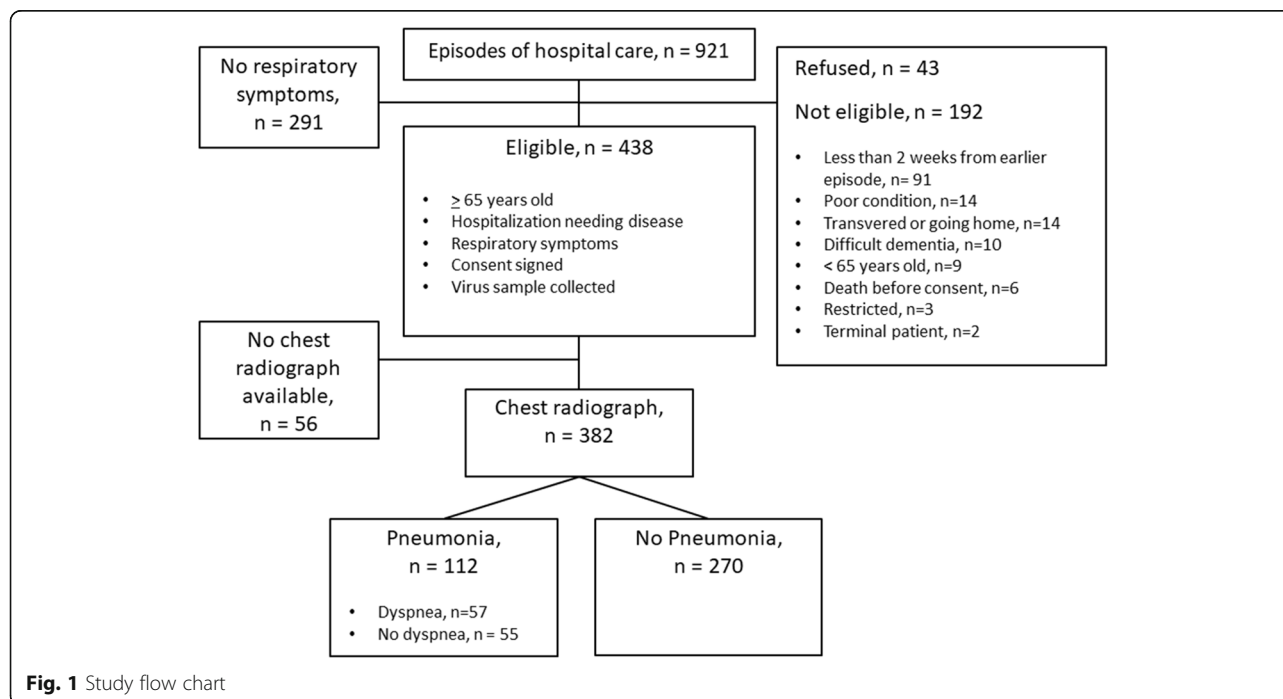 Episodes of hospital care, n = 921
No respiratory
symptoms,
n = 291
Refused, n = 43
Not eligible, n = 192
• Less than 2 weeks from earlier
episode, n= 91
• Poor condition, n=14
• Transvered or going home, n=14
• Difficult dementia, n=10
• < 65 years old, n=9
• Death before consent, n=6
• Restricted, n=3
• Terminal patient, n=2
Eligible, n = 438
• ≥ 65 years old
• Hospitalization needing disease
• Respiratory symptoms
• Consent signed
• Virus sample collected
No chest
radiograph
available,
n = 56
Chest radiograph,
n = 382
Pneumonia,
n = 112
• Dyspnea, n=57
• No dyspnea, n = 55
No Pneumonia,
n = 270
Fig. 1 Study flow chart